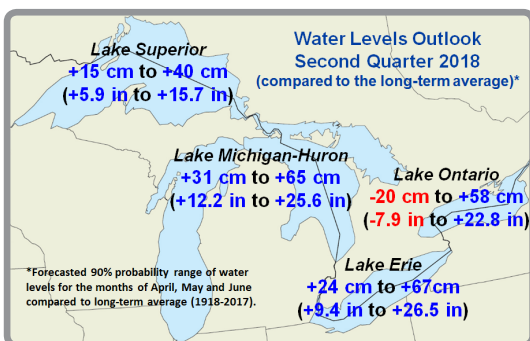 Water Levels Outlook
Second Quarter 2018
(compared to the long-term average)*
Lake Superior
+15 cm to +40 cm
(+5.9 in to +15.7 in)
Lake Michigan-Huron
+31 cm to +65 cm
(+12.2 in to +25.6 in)
Lake Ontario
-20 cm to +58 cm
(-7.9 in to +22.8 in)
Lake Erie
+24 cm to +67cm
(+9.4 in to +26.5 in)
*Forecasted 90% probability range of water
levels for the months of April, May and June
compared to long-term average (1918-2017).